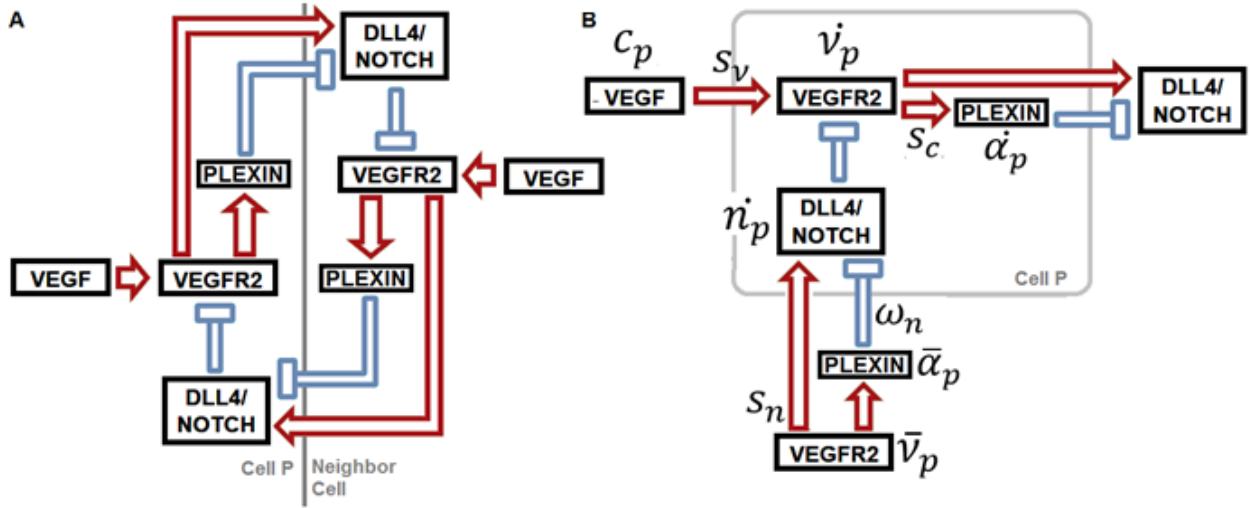 A
DLL4/
NOTCH
PLEXIN
VEGFR2
VEGF
VEGF
VEGFR2
PLEXIN
DLL4/
NOTCH
Cell P
Neighbor
Cell
B
C_p
ν̇_p
VEGF
S_ν
VEGFR2
DLL4/
NOTCH
S_c
PLEXIN
α̇_p
ṅ_p
DLL4/
NOTCH
Cell P
ω_n
PLEXIN
ᾱ_p
S_n
VEGFR2
ν̄_p